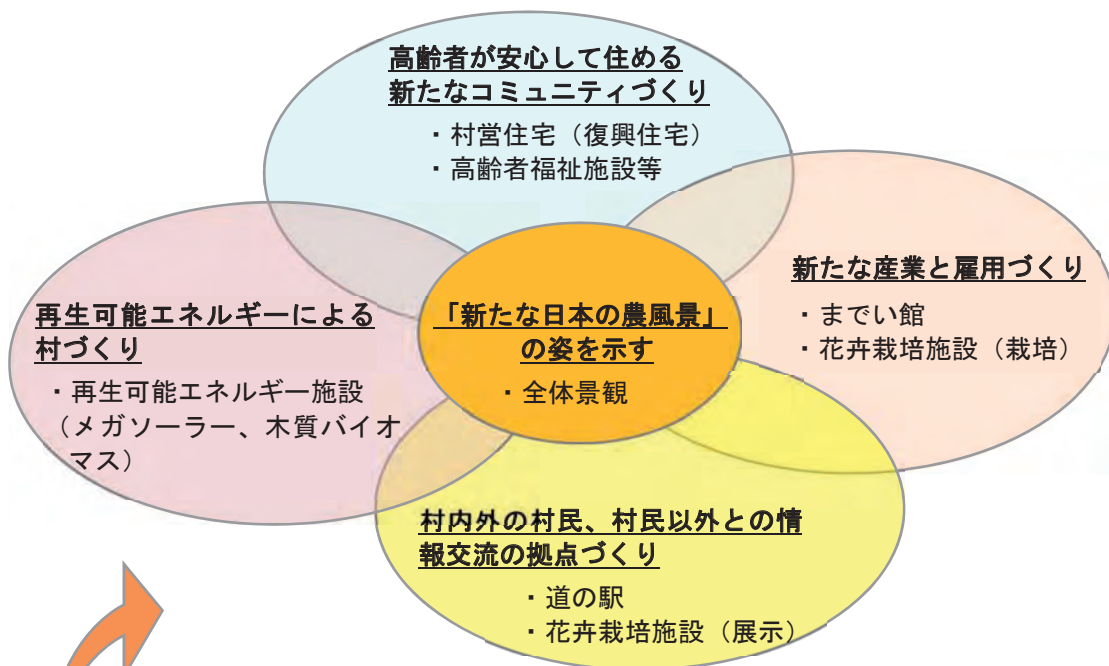 高齢者が安心して住める
新たなコミュニティづくり
・村営住宅（復興住宅）
・高齢者福祉施設等
新たな産業と雇用づくり
・までい館
・花卉栽培施設（栽培）
再生可能エネルギーによる
村づくり
・再生可能エネルギー施設
（メガソーラー、木質バイオ
マス）
「新たな日本の農風景」
の姿を示す
・全体景観
村内外の村民、村民以外との情
報交流の拠点づくり
・道の駅
・花卉栽培施設（展示）